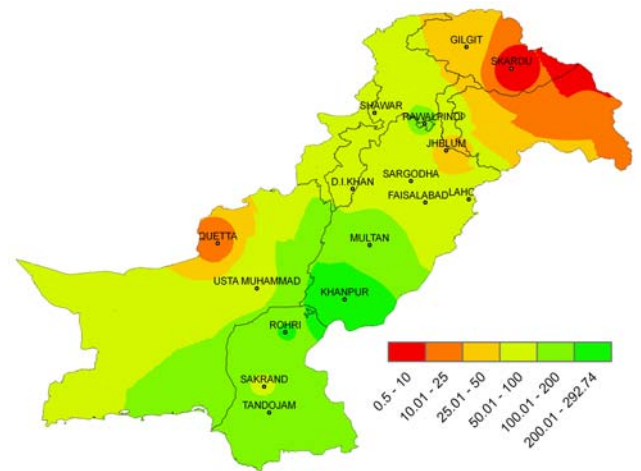 GILGIT
SKARDU
SHAWAR
RAWALPINDI
JHELUM
D.I.KHAN
SARGODHA
FAISALABAD
LAHC
QUETTA
MULTAN
USTA MUHAMMAD
KHANPUR
ROHRI
SAKRAND
TANDOJAM
0.5 - 10
10.01 - 25
25.01 - 50
50.01 - 100
100.01 - 200
200.01 - 292.74